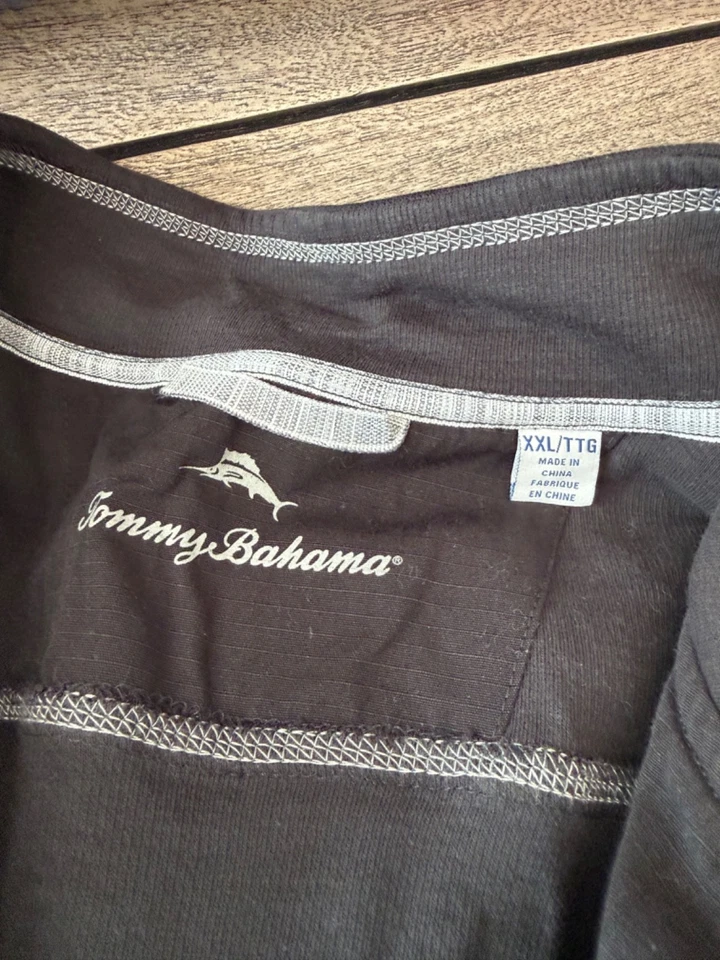 XXL/TTG
MADE IN
CHINA
FABRIQUE
EN CHINE
Tommy Bahama®